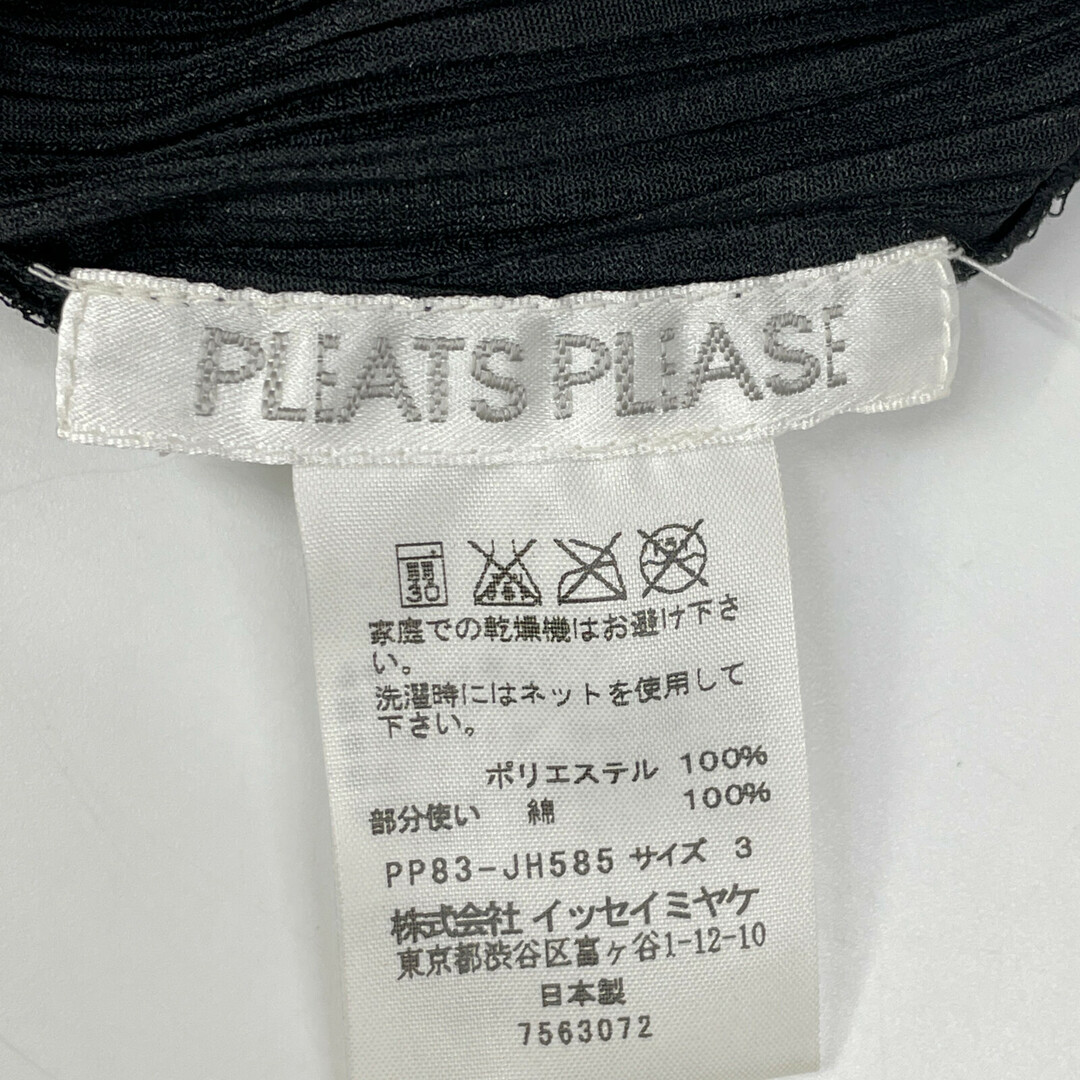 PLEATS PLEASE
弱
30
家庭での乾燥機はお避け下さ
い。
洗濯時にはネットを使用して
下さい。
ポリエステル 100%
部分使い 綿 100%
PP83-JH585 サイズ 3
株式会社 イッセイミヤケ
東京都渋谷区富ヶ谷1-12-10
日本製
7563072